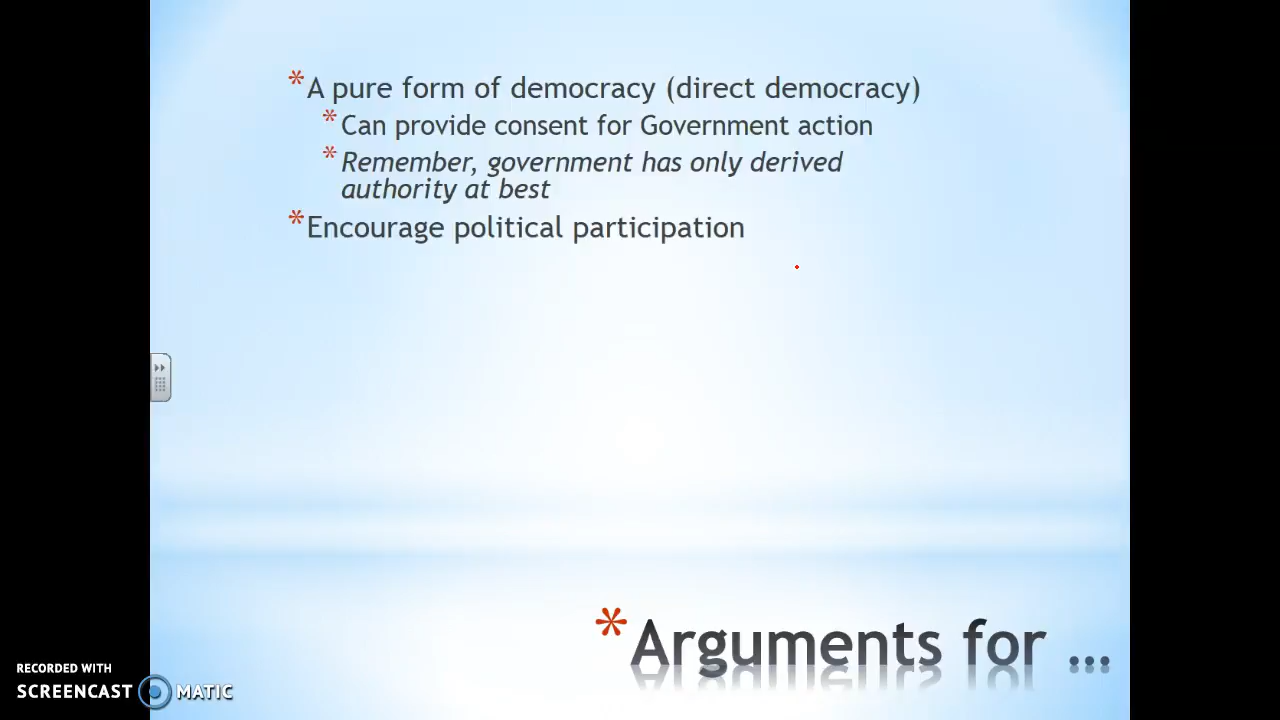 * A pure form of democracy (direct democracy)
* Can provide consent for Government action
* Remember, government has only derived
authority at best
* Encourage political participation
* Arguments for ...
RECORDED WITH
SCREENCAST MATIC